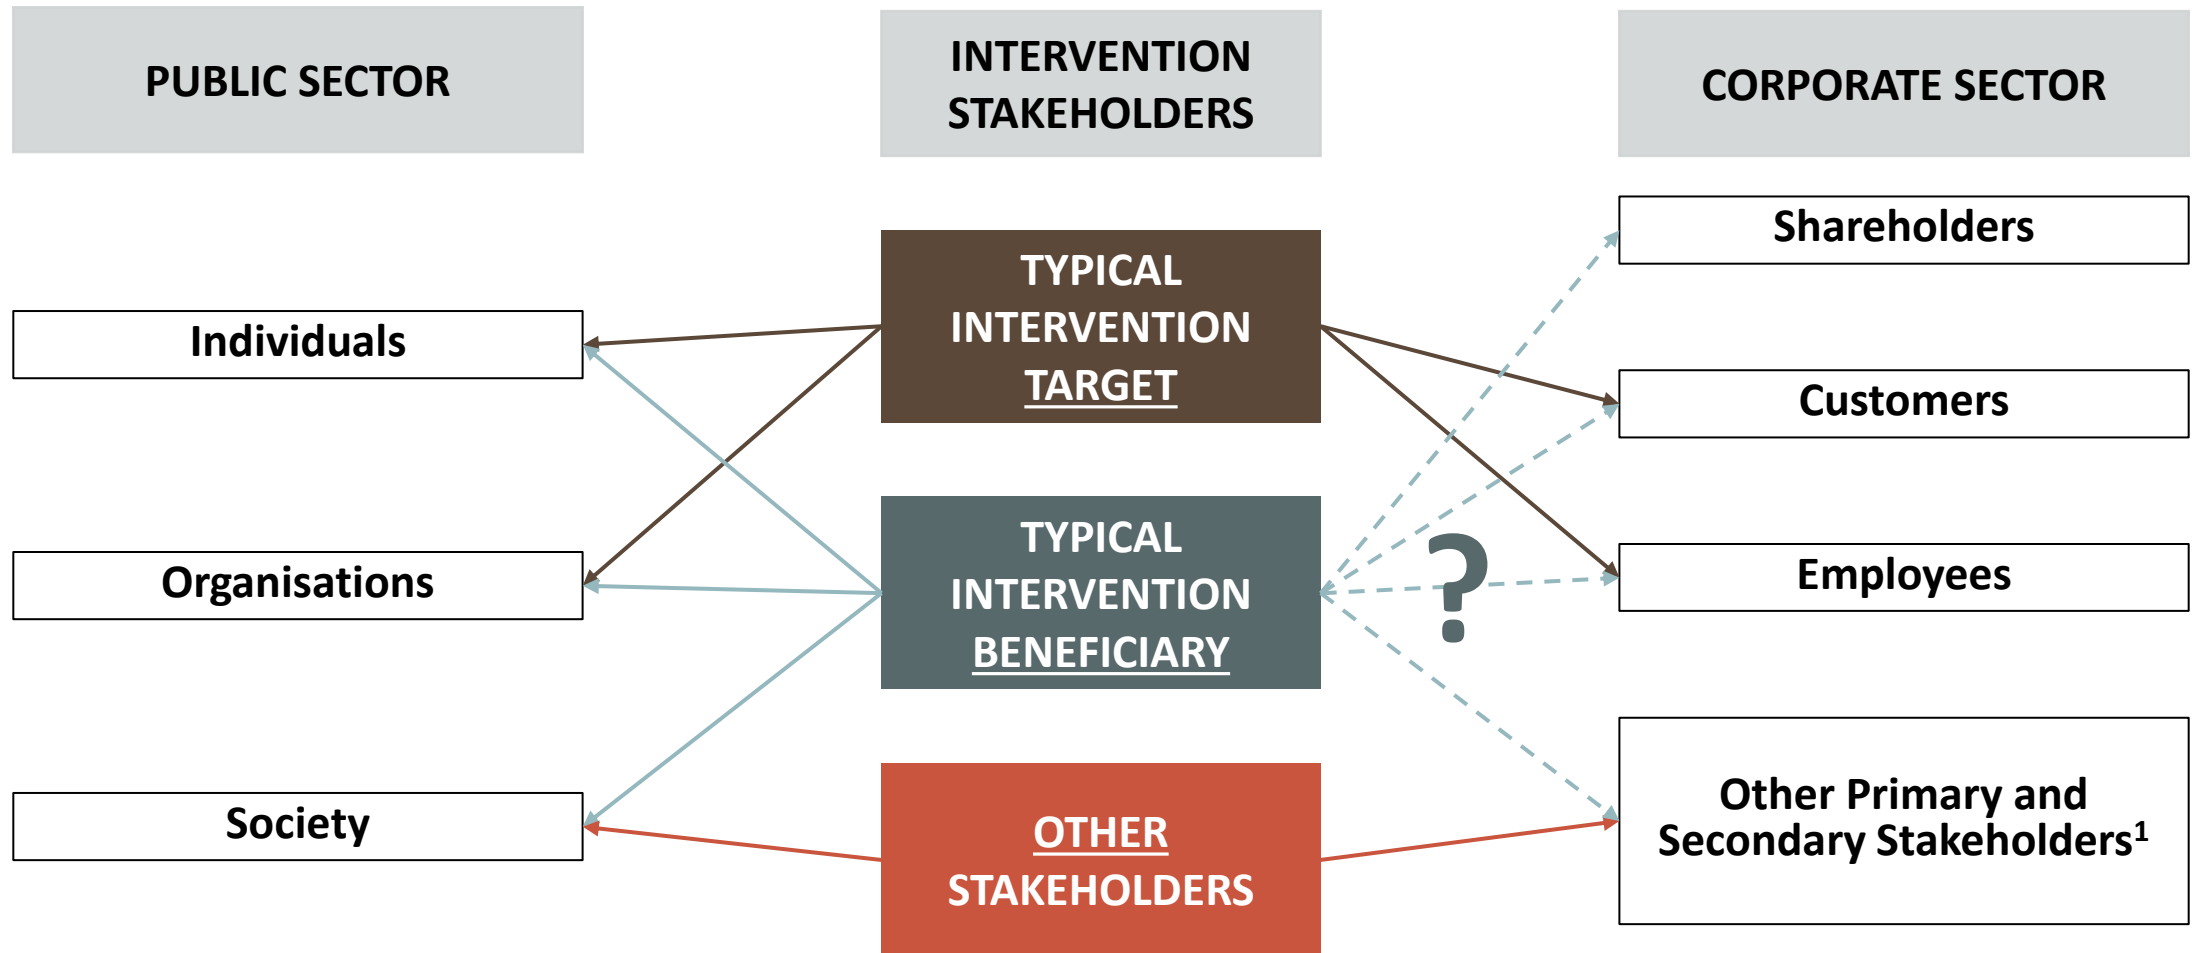 PUBLIC SECTOR
INTERVENTION
STAKEHOLDERS
CORPORATE SECTOR
Individuals
Organisations
Society
TYPICAL
INTERVENTION
TARGET
TYPICAL
INTERVENTION
BENEFICIARY
OTHER
STAKEHOLDERS
?
Shareholders
Customers
Employees
Other Primary and
Secondary Stakeholders¹